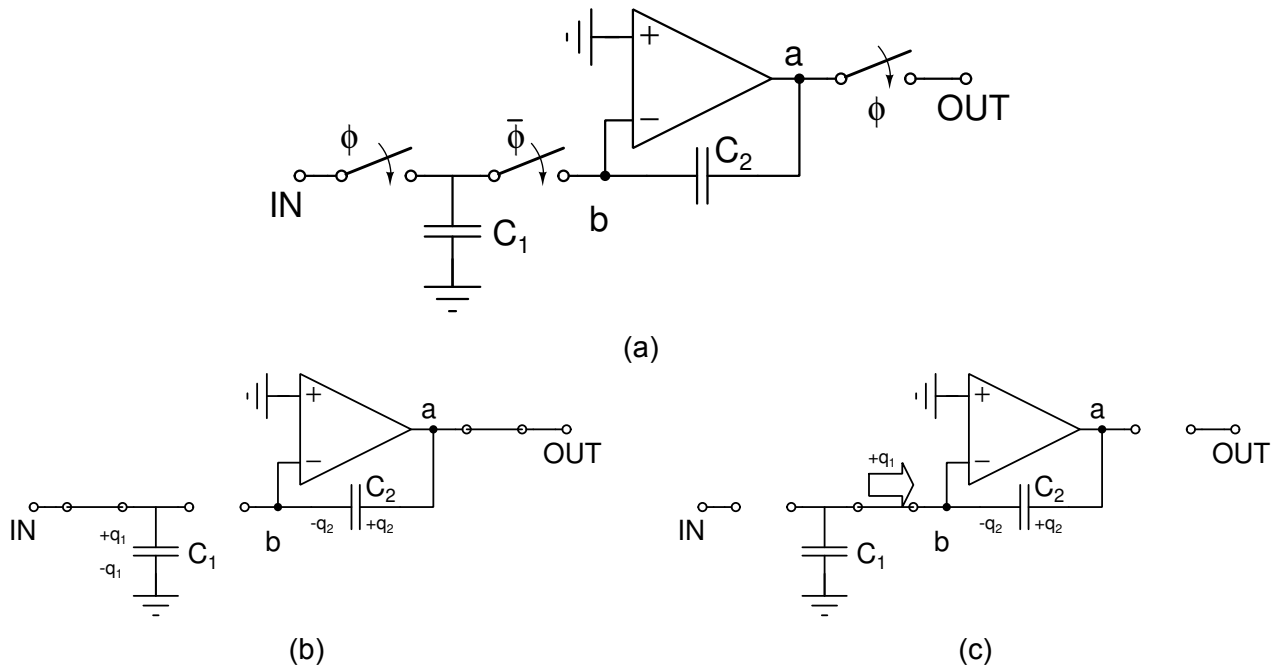 +
a
−
ϕ
OUT
ϕ
ϕ̅
C₂
IN
b
C₁
(a)
+
a
−
OUT
C₂
IN
-q₂ +q₂
+q₁
b
C₁
-q₁
(b)
+
a
−
OUT
+q₁
C₂
IN
-q₂ +q₂
b
C₁
(c)